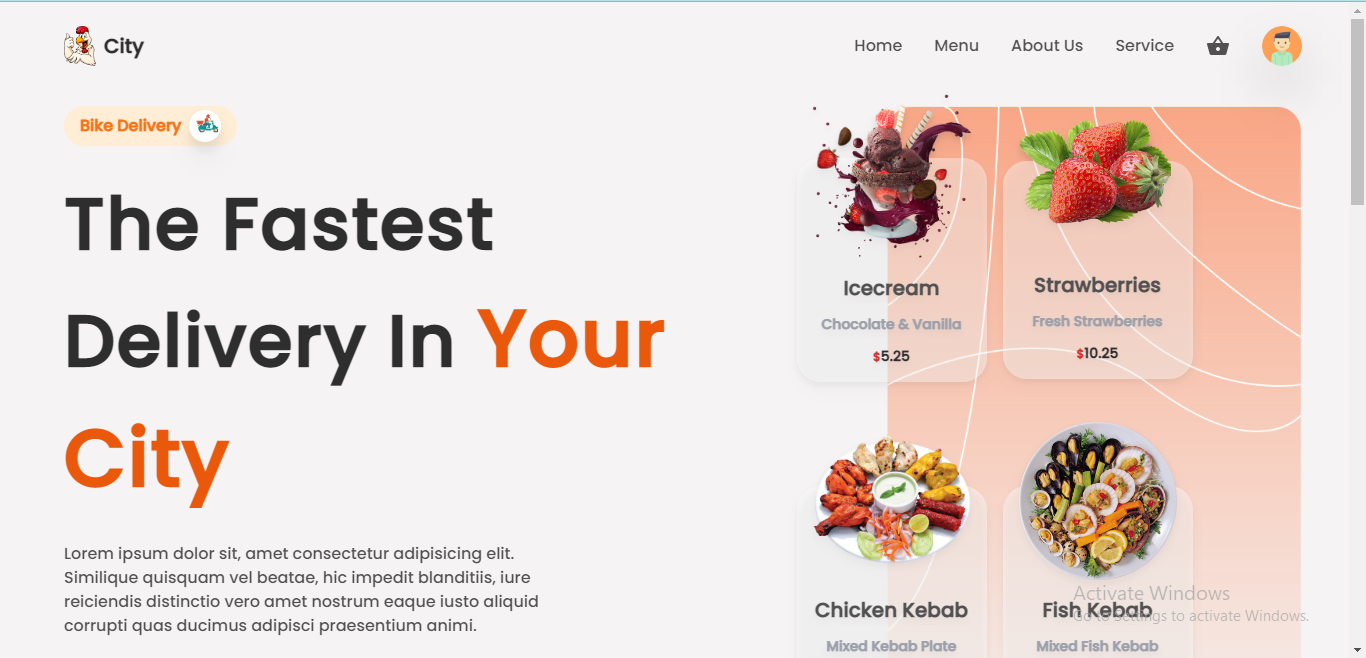 City
Home
Menu
About Us
Service
Bike Delivery
The Fastest
Delivery In Your
City
Lorem ipsum dolor sit, amet consectetur adipisicing elit.
Similique quisquam vel beatae, hic impedit blanditiis, iure
reiciendis distinctio vero amet nostrum eaque iusto aliquid
corrupti quas ducimus adipisci praesentium animi.
Icecream
Chocolate & Vanilla
$5.25
Strawberries
Fresh Strawberries
$10.25
Chicken Kebab
Mixed Kebab Plate
Fish Kebab
Mixed Fish Kebab
Activate Windows
Go to Settings to activate Windows.